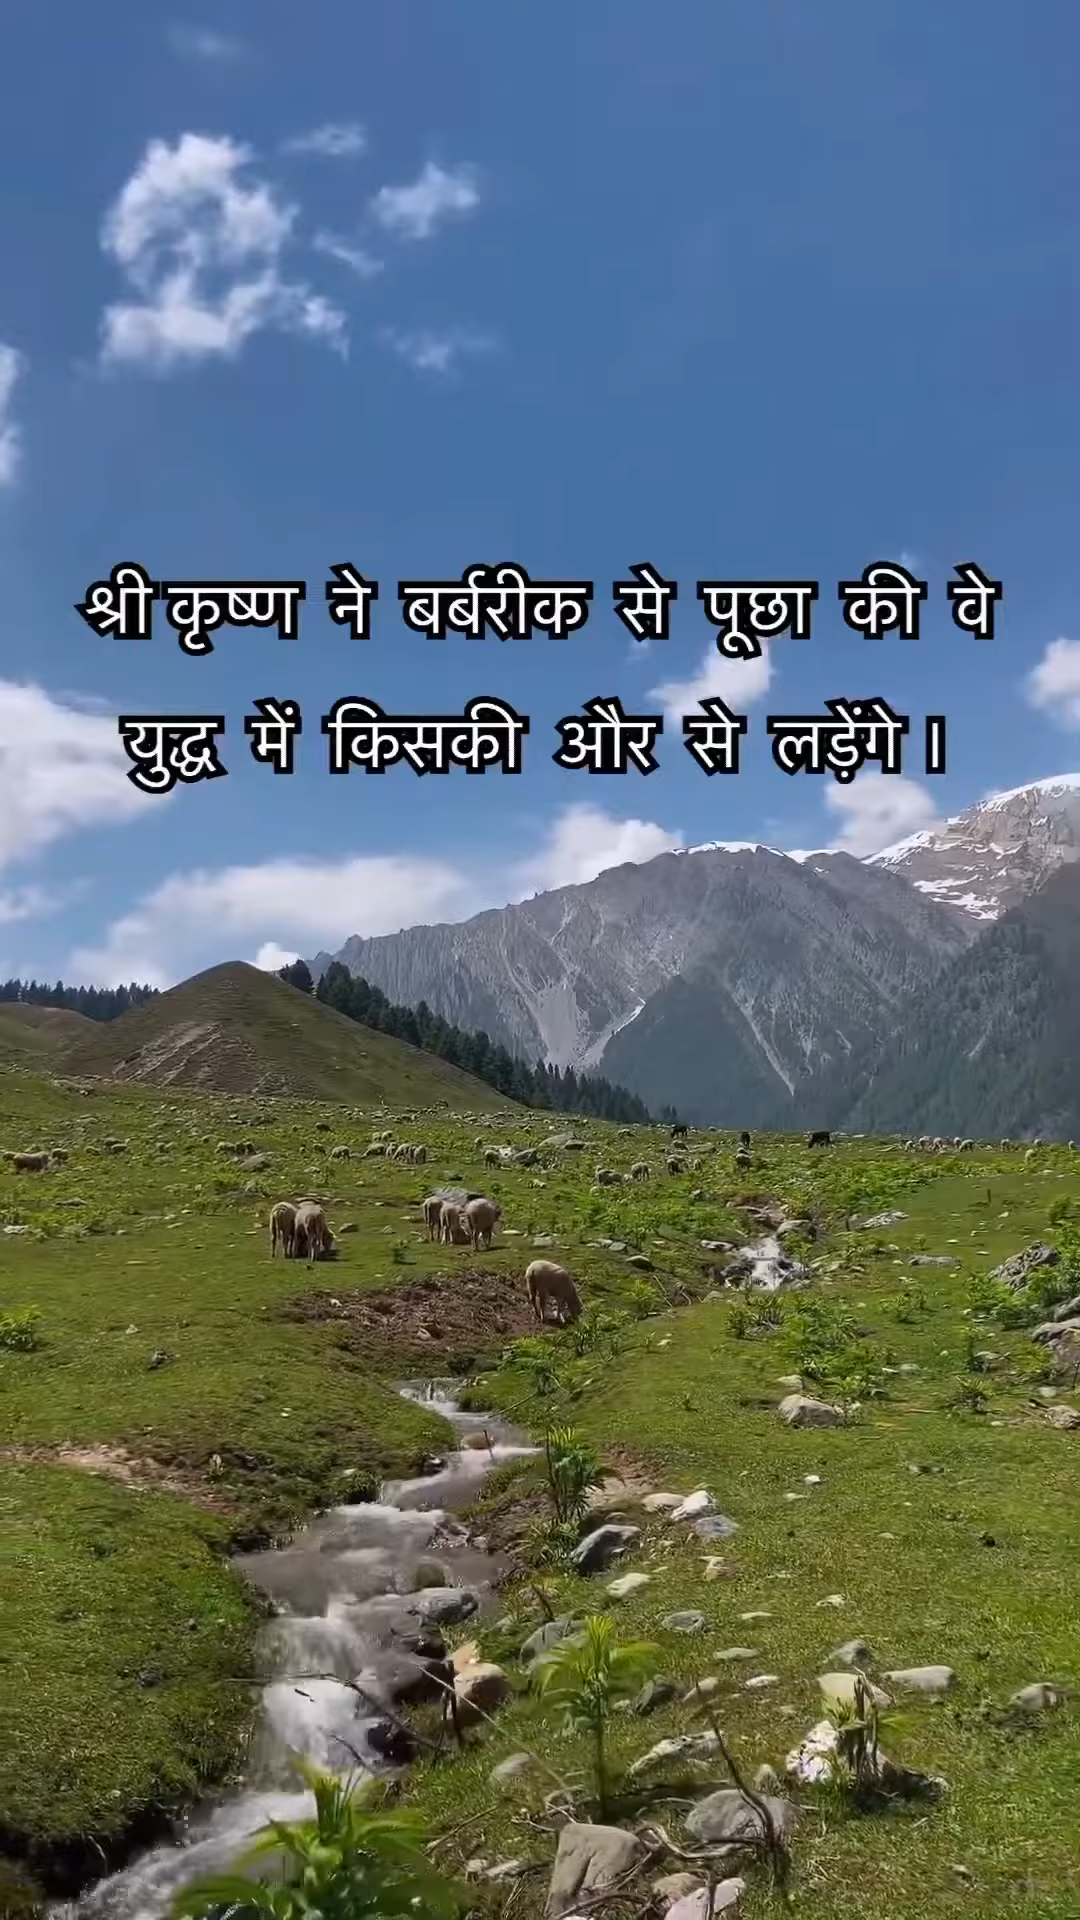 श्री कृष्ण ने बर्बरीक से पूछा की वे
युद्ध में किसकी और से लड़ेंगे ।